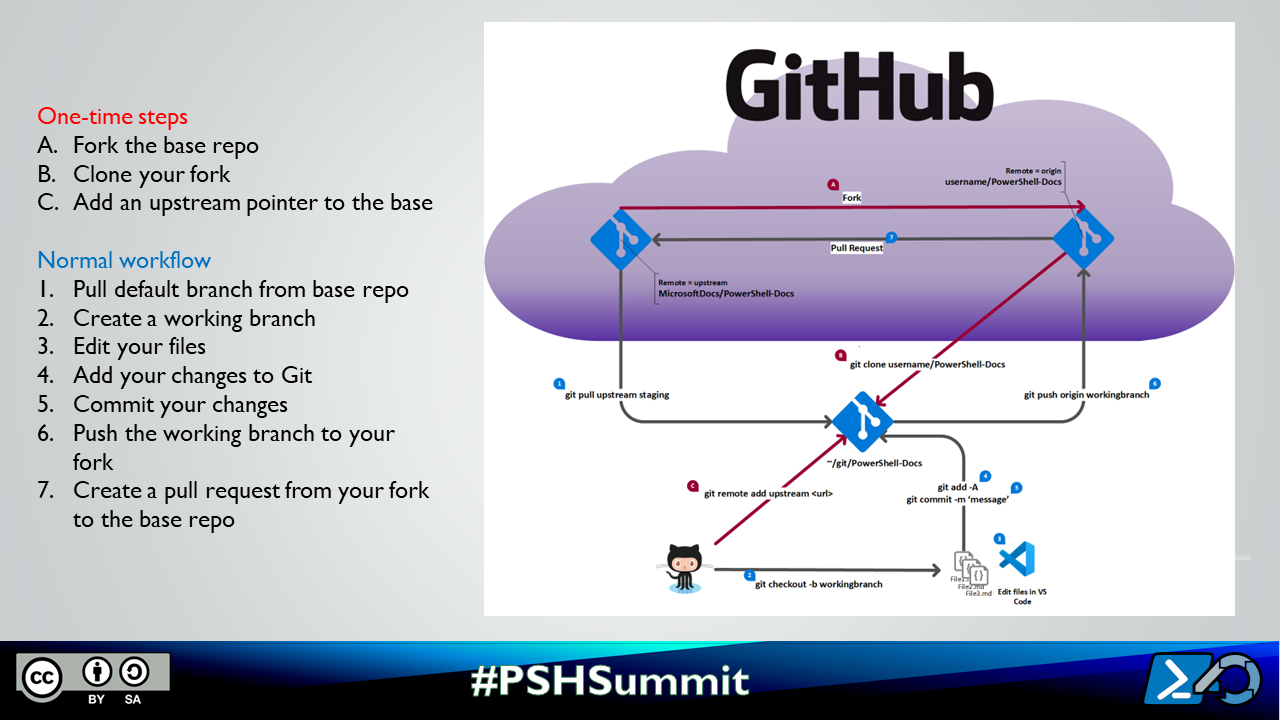 One-time steps
A. Fork the base repo
B. Clone your fork
C. Add an upstream pointer to the base
Normal workflow
1. Pull default branch from base repo
2. Create a working branch
3. Edit your files
4. Add your changes to Git
5. Commit your changes
6. Push the working branch to your
fork
7. Create a pull request from your fork
to the base repo
GitHub
Remote = origin
username/PowerShell-Docs
A
Fork
7
Pull Request
Remote = upstream
MicrosoftDocs/PowerShell-Docs
B
git clone username/PowerShell-Docs
1
git pull upstream staging
6
git push origin workingbranch
~/git/PowerShell-Docs
C
git remote add upstream <url>
4
git add -A
5
git commit -m ‘message’
3
2
git checkout -b workingbranch
File2.md
File3.md
Edit files in VS
Code
cc
BY SA
#PSHSummit